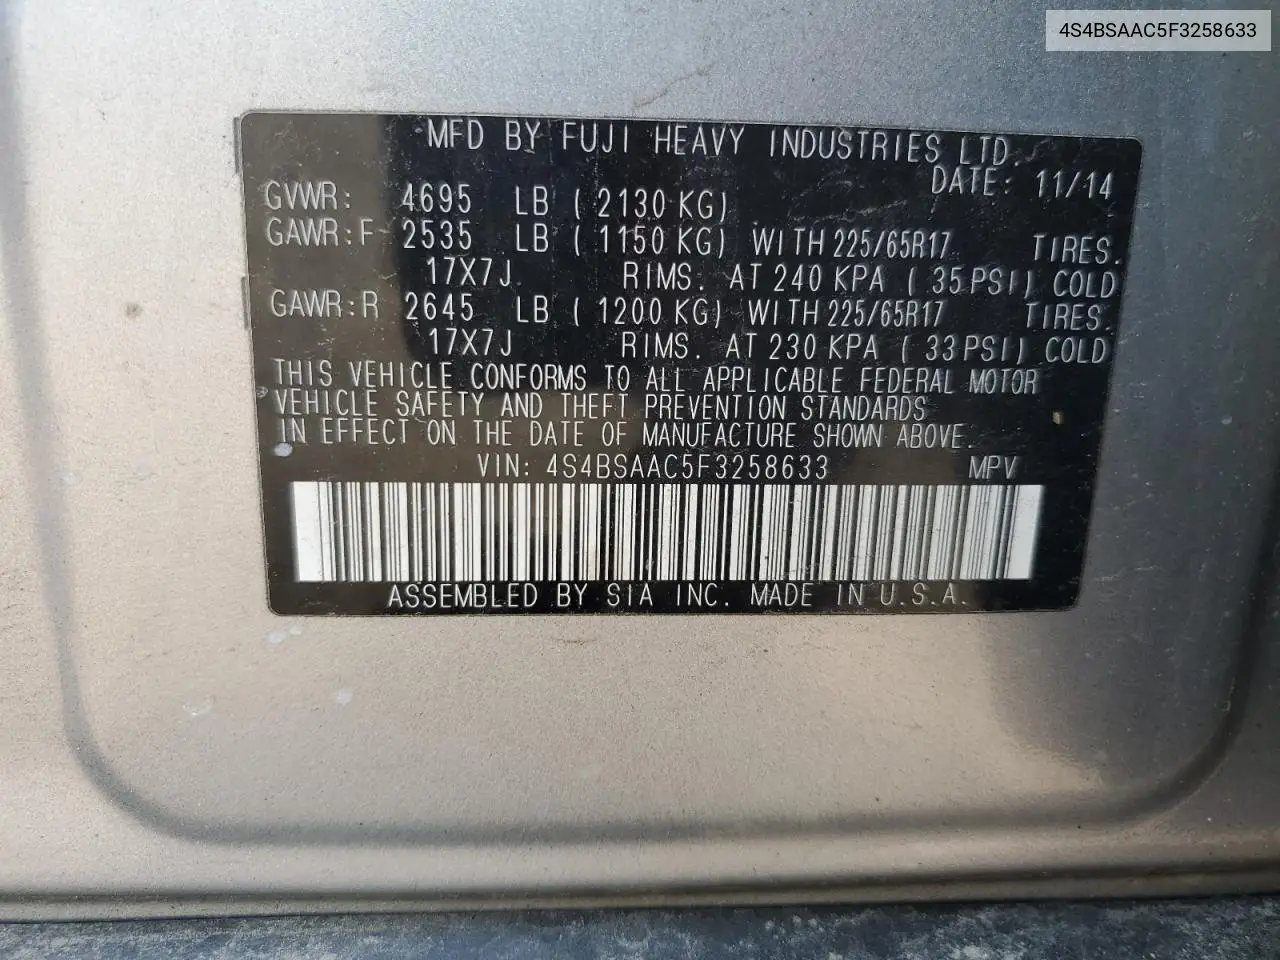 4S4BSAAC5F3258633
MFD BY FUJI HEAVY INDUSTRIES LTD.
DATE: 11/14
GVWR: 4695 LB ( 2130 KG)
GAWR:F 2535 LB ( 1150 KG) WITH 225/65R17 TIRES.
17X7J RIMS. AT 240 KPA ( 35PSI) COLD
GAWR:R 2645 LB ( 1200 KG) WITH 225/65R17 TIRES.
17X7J RIMS. AT 230 KPA ( 33PSI) COLD
THIS VEHICLE CONFORMS TO ALL APPLICABLE FEDERAL MOTOR
VEHICLE SAFETY AND THEFT PREVENTION STANDARDS
IN EFFECT ON THE DATE OF MANUFACTURE SHOWN ABOVE.
VIN: 4S4BSAAC5F3258633 MPV
ASSEMBLED BY SIA INC. MADE IN U.S.A.